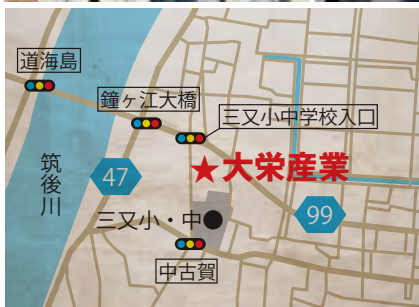 道海島
鐘ヶ江大橋
三又小中学校入口
筑後川
47
★大栄産業
99
三又小・中●
中古賀